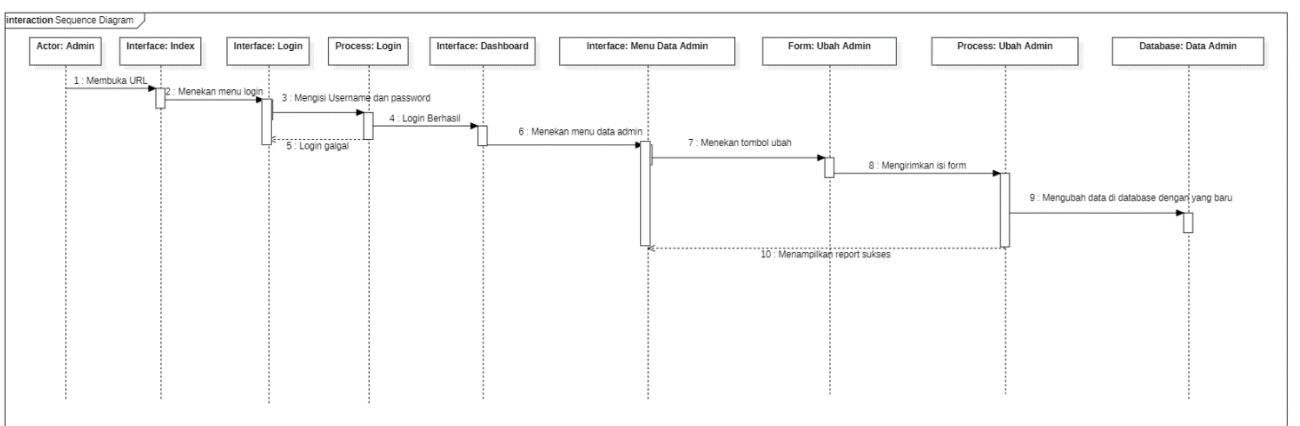 interaction Sequence Diagram
Actor: Admin
Interface: Index
Interface: Login
Process: Login
Interface: Dashboard
Interface: Menu Data Admin
Form: Ubah Admin
Process: Ubah Admin
Database: Data Admin
1 : Membuka URL
2 : Menekan menu login
3 : Mengisi Username dan password
4 : Login Berhasil
5 : Login galgal
6 : Menekan menu data admin
7 : Menekan tombol ubah
8 : Mengirimkan isi form
9 : Mengubah data di database dengan yang baru
10 : Menampilkan report sukses